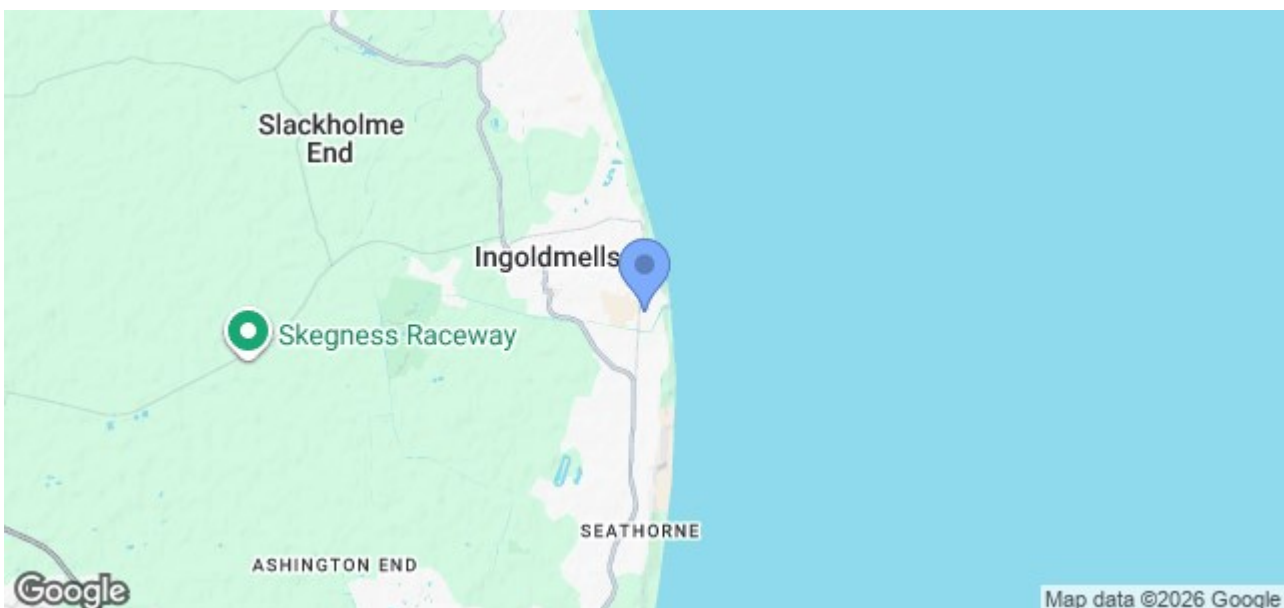 Slackholme
End
Ingoldmells
Skegness Raceway
SEATHORNE
ASHINGTON END
Google
Map data ©2026 Google